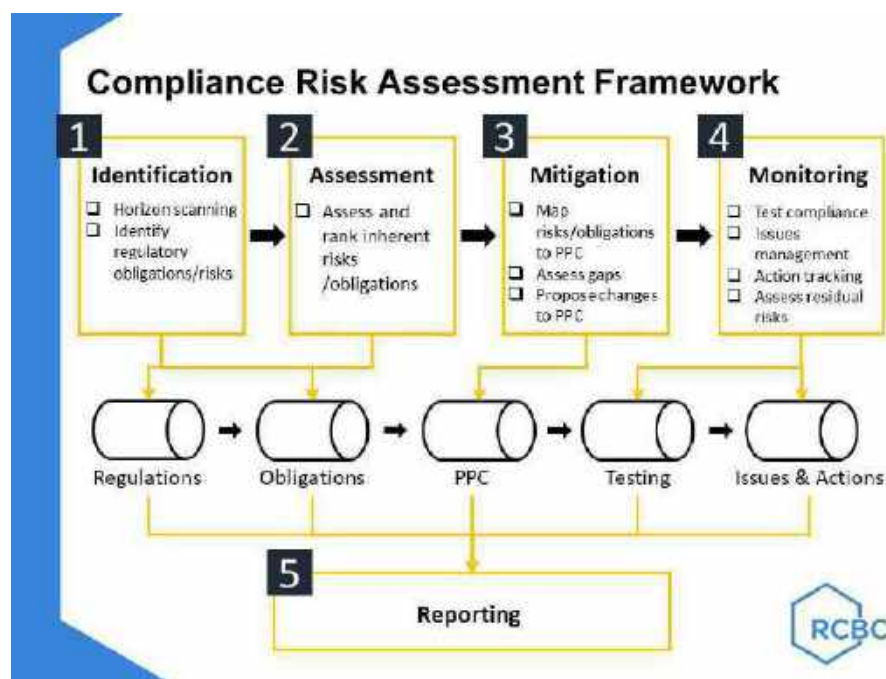 Compliance Risk Assessment Framework
1
Identification
Horizon scanning
Identify
regulatory
obligations/risks
2
Assessment
Assess and
rank inherent
risks
/obligations
3
Mitigation
Map
risks/obligations
to PPC
Assess gaps
Propose changes
to PPC
4
Monitoring
Test compliance
Issues
management
Action tracking
Assess residual
risks
Regulations
Obligations
PPC
Testing
Issues & Actions
5
Reporting
RCBC